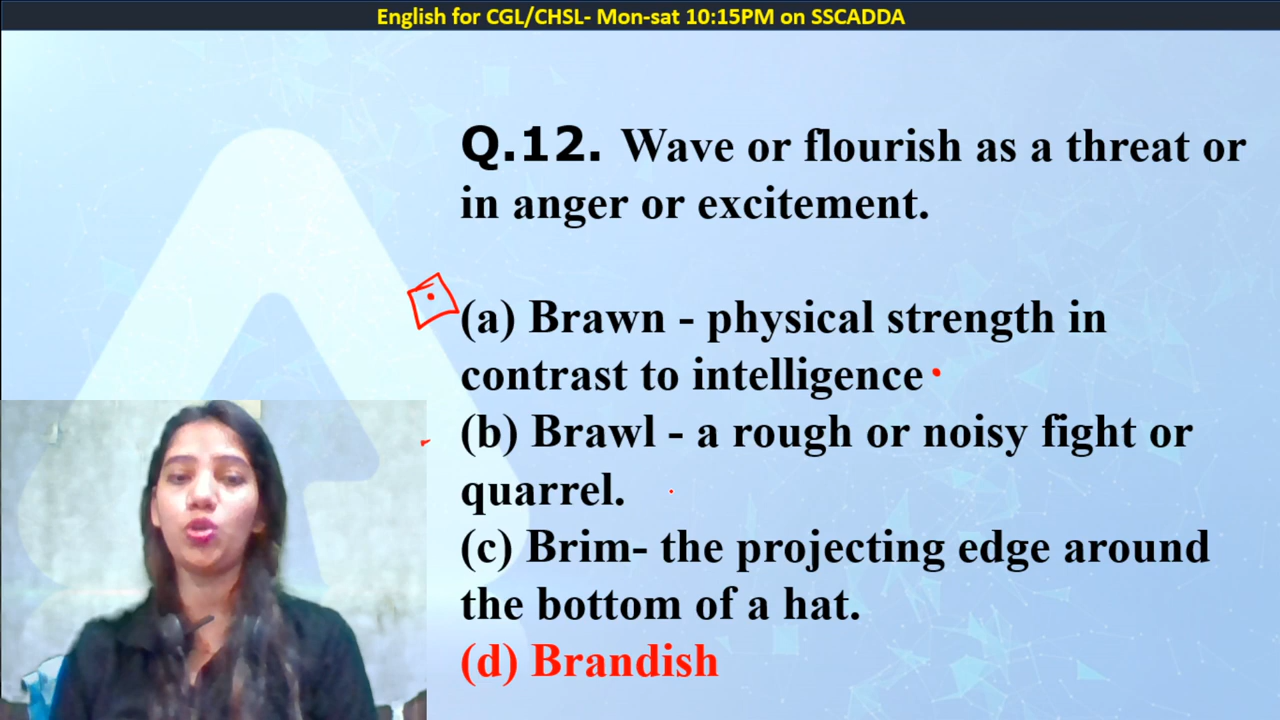 English for CGL/CHSL- Mon-sat 10:15PM on SSCADDA
Q.12. Wave or flourish as a threat or
in anger or excitement.
(a) Brawn - physical strength in
contrast to intelligence
(b) Brawl - a rough or noisy fight or
quarrel.
(c) Brim- the projecting edge around
the bottom of a hat.
(d) Brandish